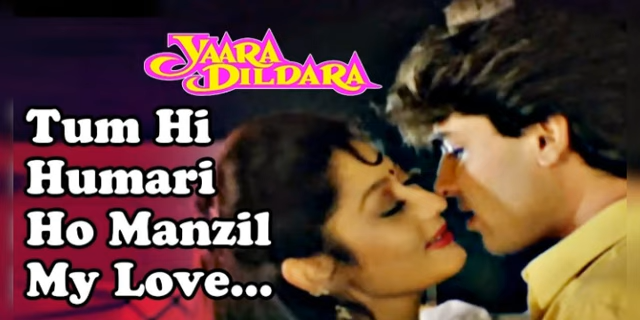 YAARA
DILDARA
Tum Hi
Humari
Ho Manzil
My Love...